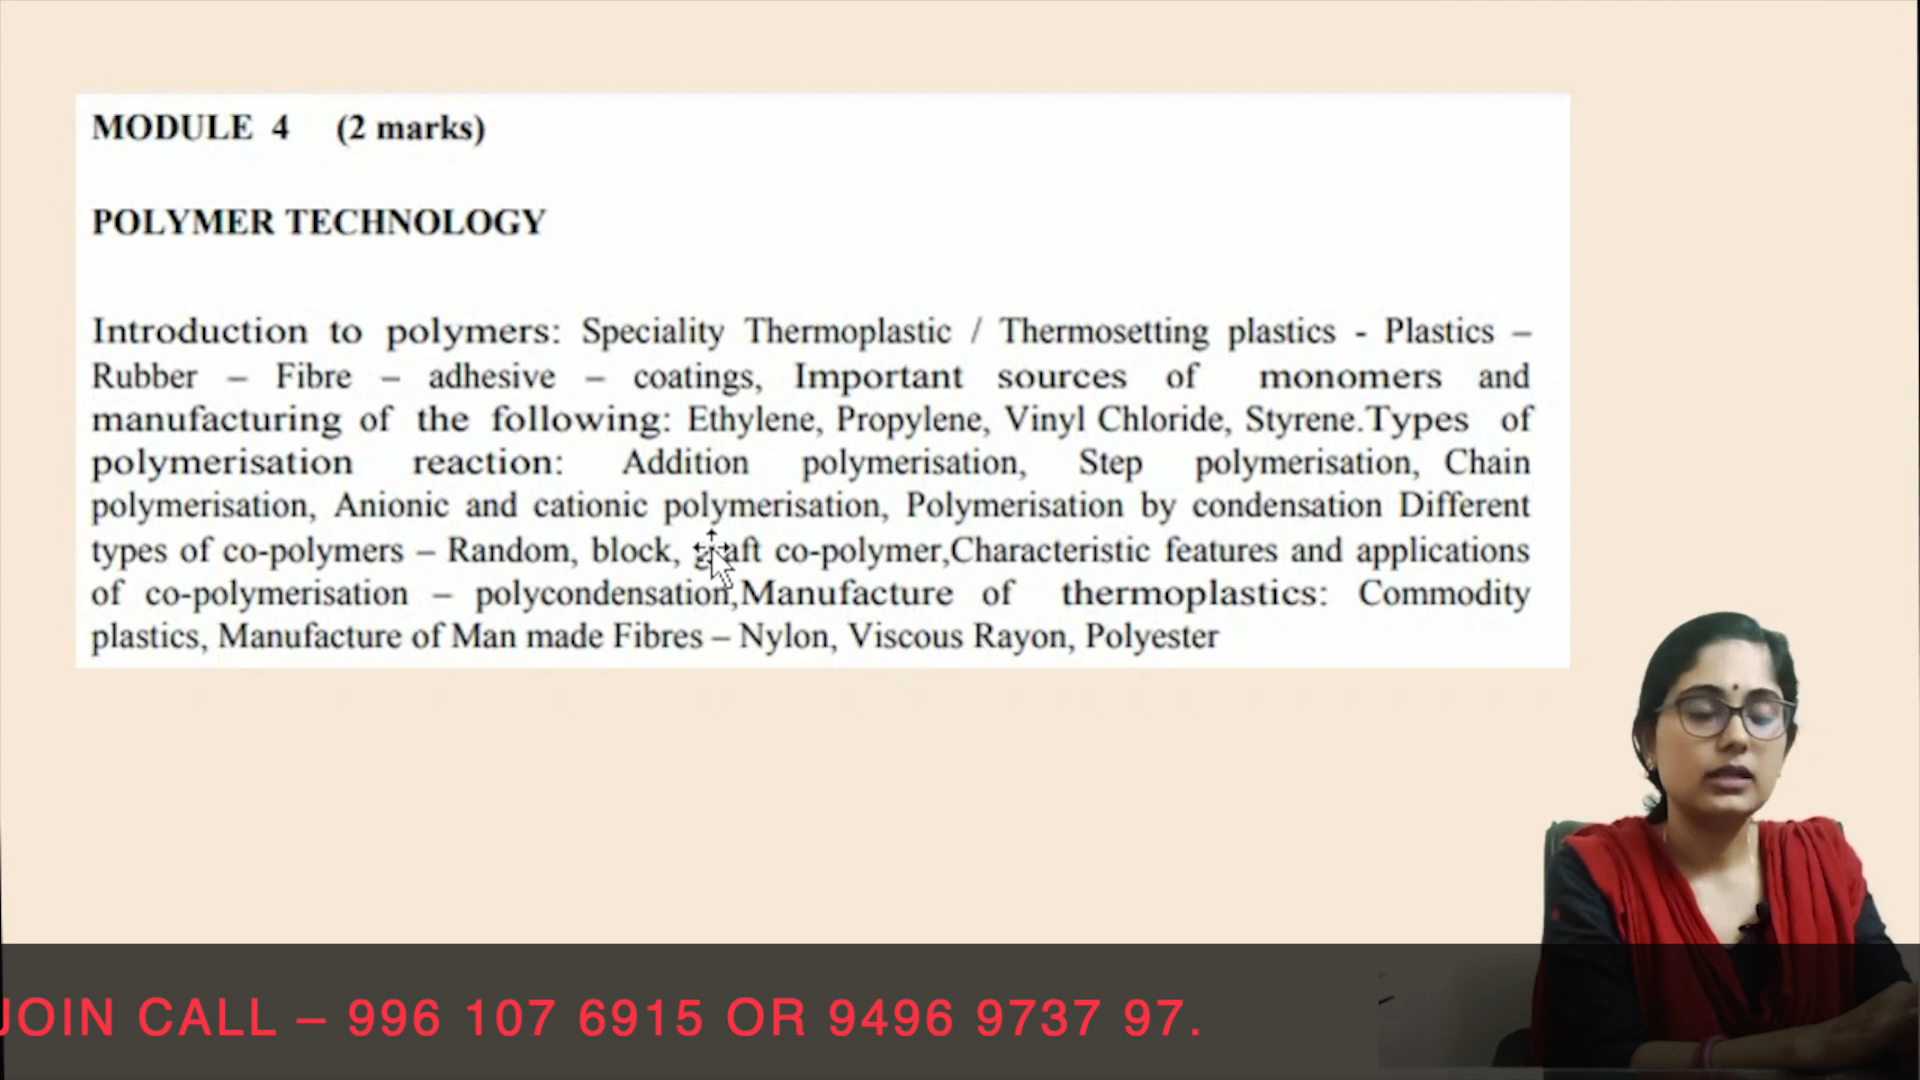 MODULE 4 (2 marks)
POLYMER TECHNOLOGY
Introduction to polymers: Speciality Thermoplastic / Thermosetting plastics - Plastics –
Rubber – Fibre – adhesive – coatings, Important sources of monomers and
manufacturing of the following: Ethylene, Propylene, Vinyl Chloride, Styrene.Types of
polymerisation reaction: Addition polymerisation, Step polymerisation, Chain
polymerisation, Anionic and cationic polymerisation, Polymerisation by condensation Different
types of co-polymers – Random, block, graft co-polymer,Characteristic features and applications
of co-polymerisation – polycondensation,Manufacture of thermoplastics: Commodity
plastics, Manufacture of Man made Fibres – Nylon, Viscous Rayon, Polyester
JOIN CALL – 996 107 6915 OR 9496 9737 97.